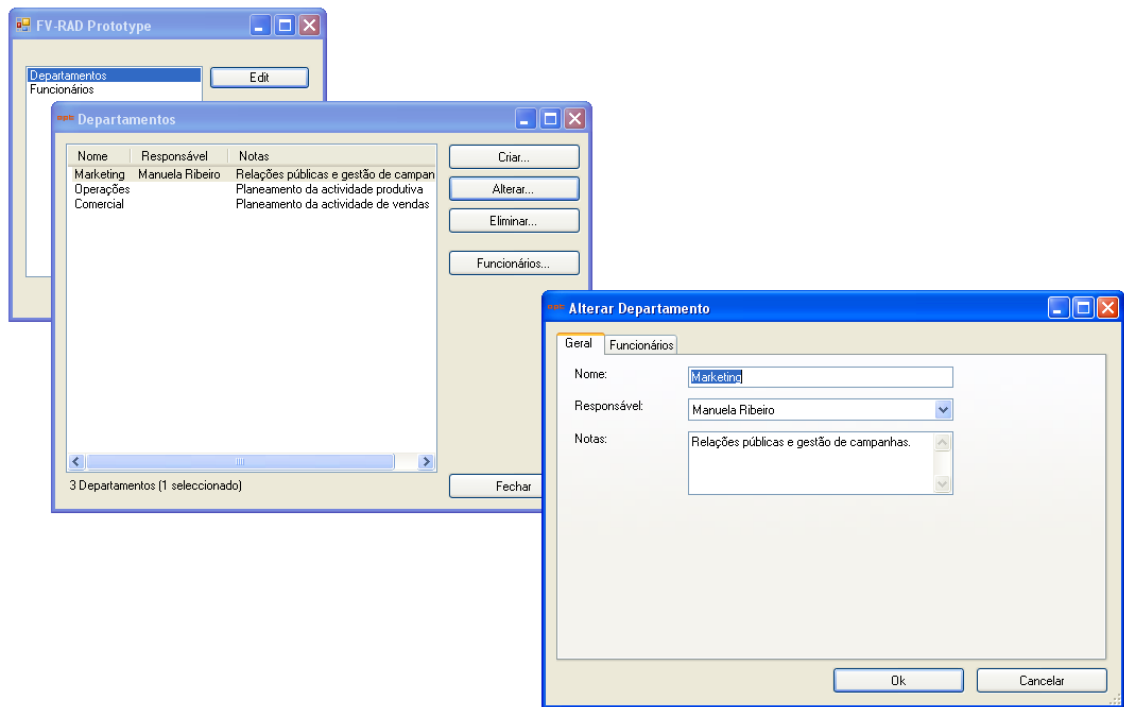 FV-RAD Prototype
Departamentos
Funcionários
Edit
Departamentos
Nome Responsável Notas
Marketing Manuela Ribeiro Relações públicas e gestão de campan
Operações Planeamento da actividade produtiva
Comercial Planeamento da actividade de vendas
Criar...
Alterar...
Eliminar...
Funcionários...
3 Departamentos (1 seleccionado)
Fechar
Alterar Departamento
Geral Funcionários
Nome: Marketing
Responsável: Manuela Ribeiro
Notas: Relações públicas e gestão de campanhas.
Ok Cancelar